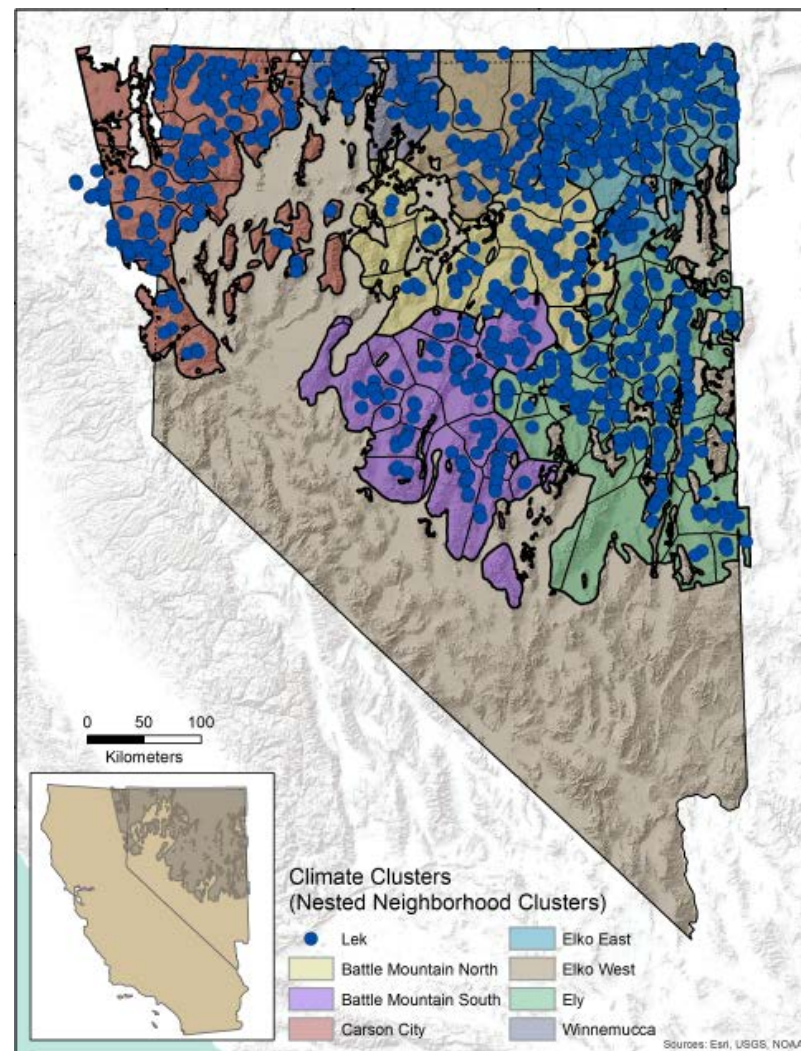 0 50 100
Kilometers
Climate Clusters
(Nested Neighborhood Clusters)
Lek
Battle Mountain North
Battle Mountain South
Carson City
Elko East
Elko West
Ely
Winnemucca
Sources: Esri, USGS, NOAA